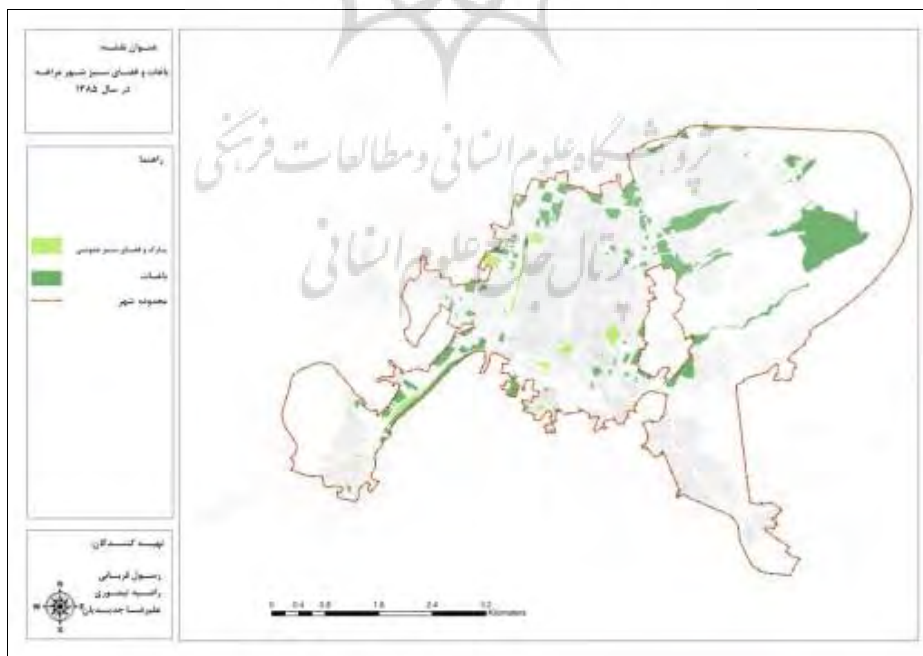 عنوان نقشه:
باغات و فضای سبز شهر مراغه
در سال ۱۳۸۵
راهنما
پارک و فضای سبز عمومی
باغات
محدوده شهر
تهیه کنندگان:
رسول قربانی
راضیه تیموری
علیرضا جدیدیان
N
W
E
S
0 0.4 0.8 1.6 2.4 3.2
Kilometers
پژوهشگاه علوم انسانی و مطالعات فرهنگی
پرتال جامع علوم انسانی